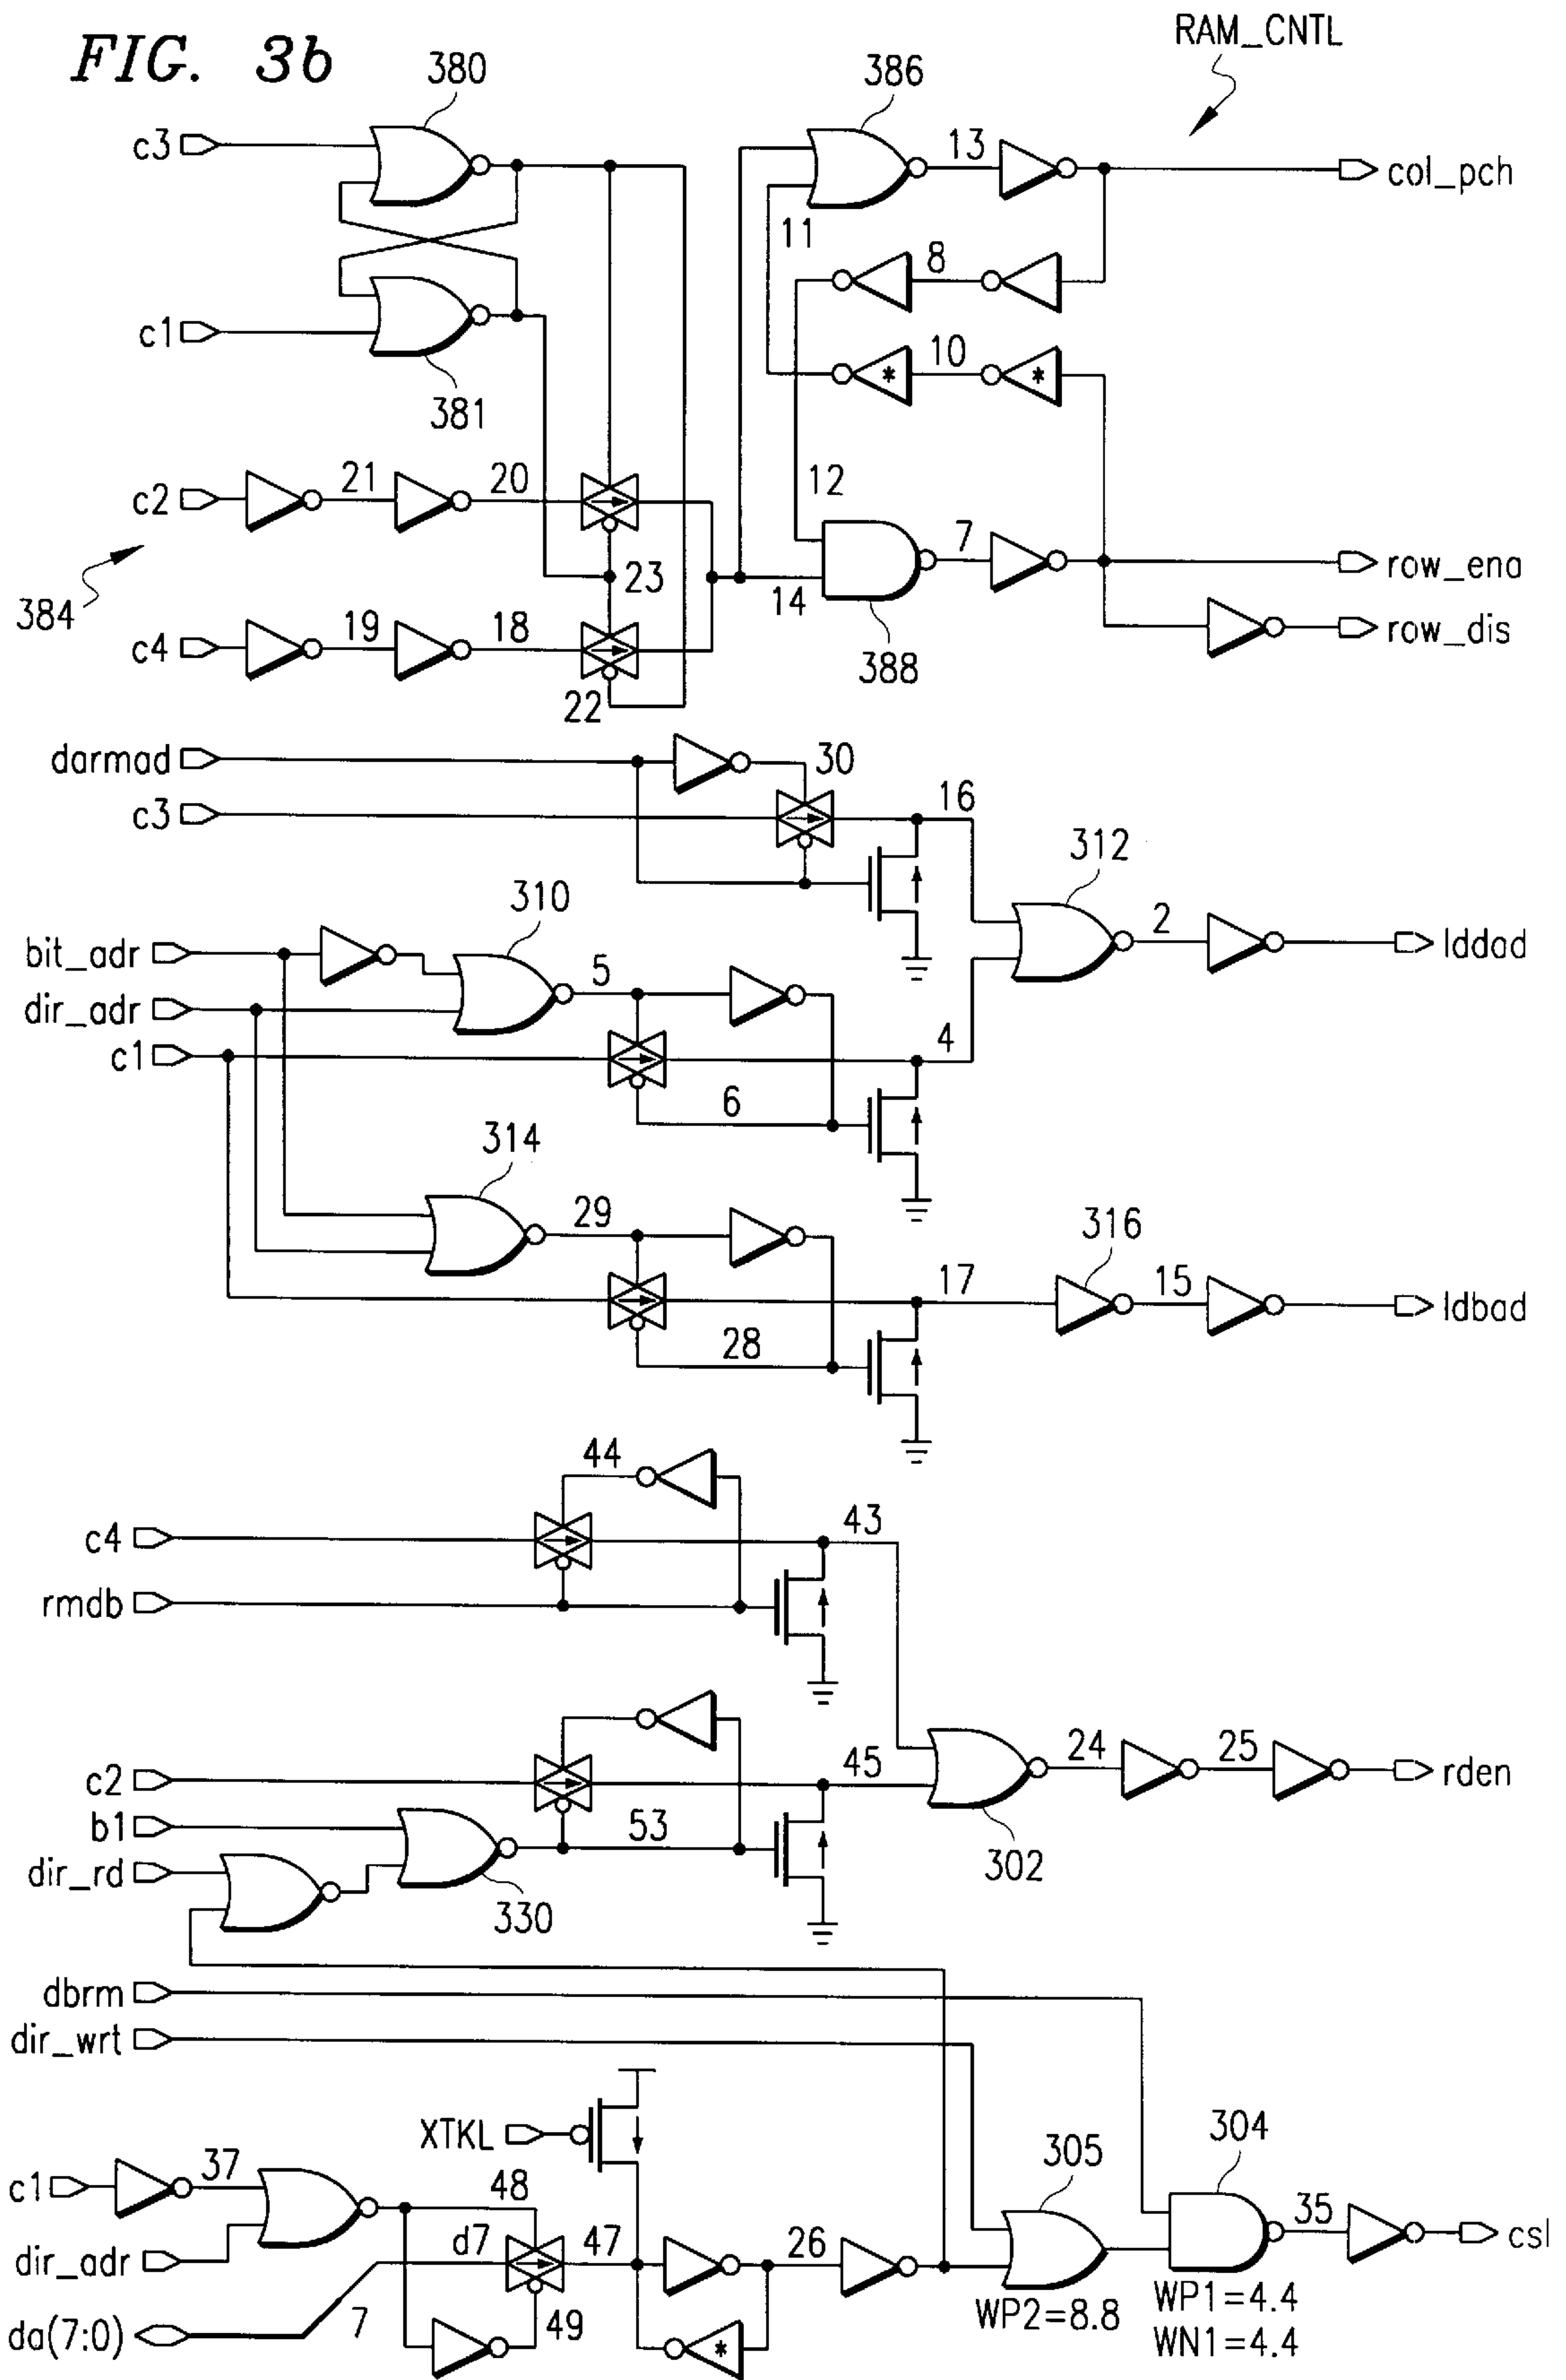 FIG. 3b
RAM_CNTL
380
386
c3
13
col_pch
11
8
c1
10
381
c2
21
20
12
7
row_ena
23
14
384
c4
19
18
388
row_dis
22
darmad
30
c3
16
312
310
bit_adr
5
2
lddad
dir_adr
c1
4
6
314
29
316
17
15
ldbad
28
44
c4
43
rmdb
c2
45
24
25
rden
b1
53
dir_rd
302
330
dbrm
dir_wrt
XTKL
305
304
c1
37
48
35
csl
d7
47
26
dir_adr
WP2=8.8
WP1=4.4
da(7:0)
7
49
*
WN1=4.4